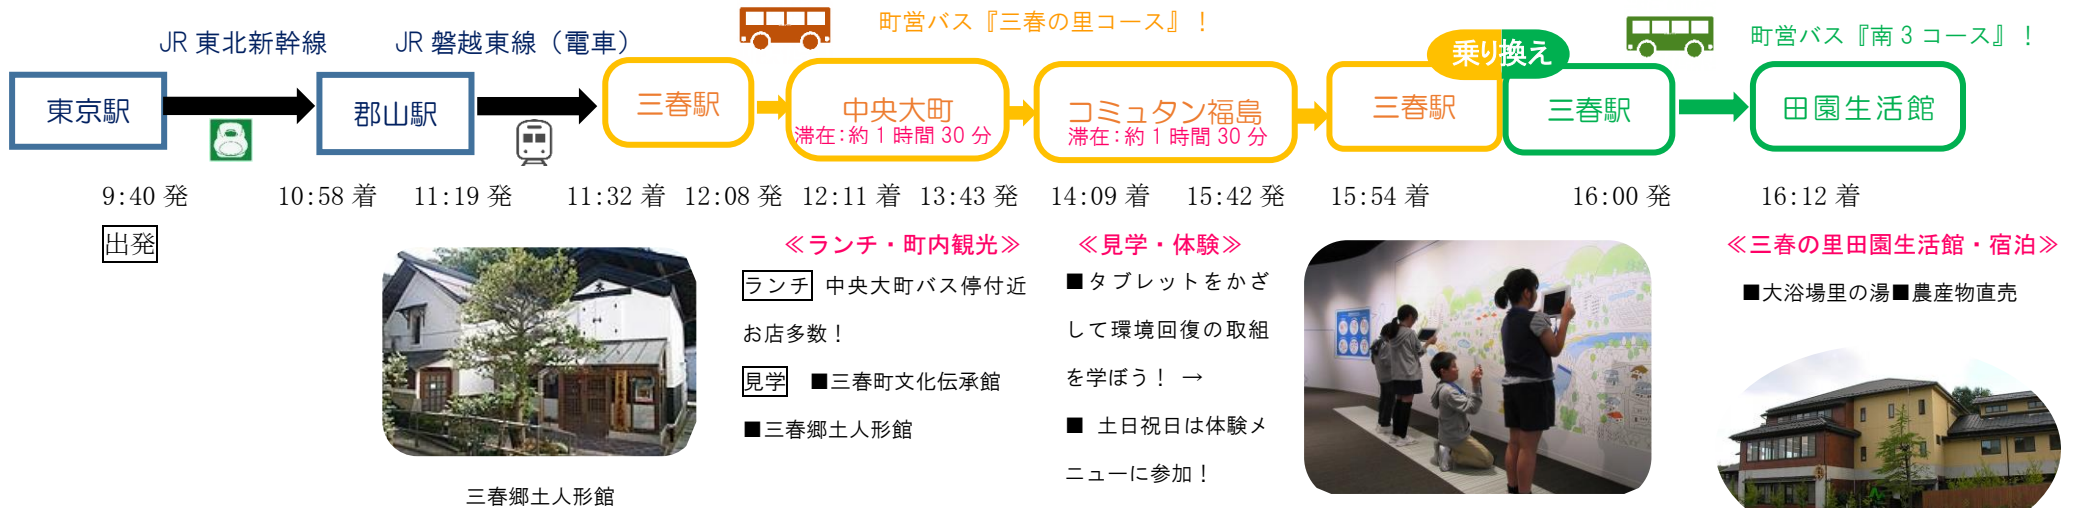 町営バス『三春の里コース』！
JR 東北新幹線 JR 磐越東線（電車） 乗り換え 町営バス『南 3 コース』！
東京駅 郡山駅 三春駅 中央大町 コミュタン福島 三春駅 三春駅 田園生活館
滞在：約 1 時間 30 分 滞在：約 1 時間 30 分
9:40 発 10:58 着 11:19 発 11:32 着 12:08 発 12:11 着 13:43 発 14:09 着 15:42 発 15:54 着 16:00 発 16:12 着
出発
≪ランチ・町内観光≫
ランチ 中央大町バス停付近
お店多数！
見学 ■三春町文化伝承館
■三春郷土人形館
三春郷土人形館
≪見学・体験≫
■タブレットをかざ
して環境回復の取組
を学ぼう！ →
■ 土日祝日は体験メ
ニューに参加！
≪三春の里田園生活館・宿泊≫
■大浴場里の湯■農産物直売